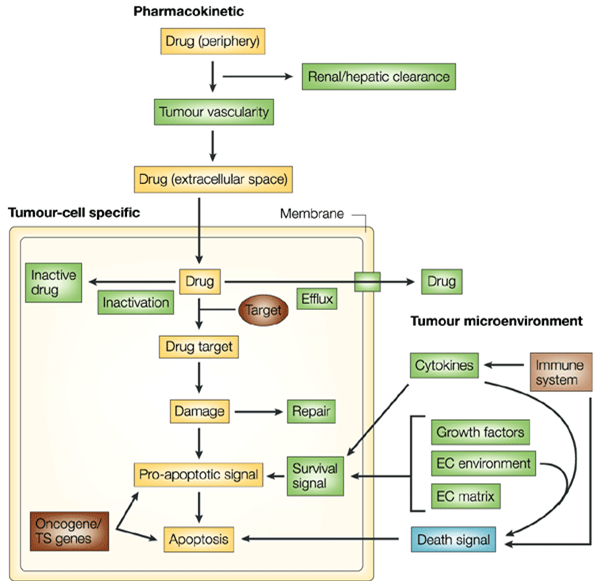 Pharmacokinetic
Drug (periphery)
Renal/hepatic clearance
Tumour vascularity
Drug (extracellular space)
Tumour-cell specific
Membrane
Inactive
drug
Drug
Drug
Inactivation
Efflux
Target
Tumour microenvironment
Drug target
Cytokines
Immune
system
Damage
Repair
Growth factors
EC environment
EC matrix
Pro-apoptotic signal
Survival
signal
Oncogene/
TS genes
Apoptosis
Death signal